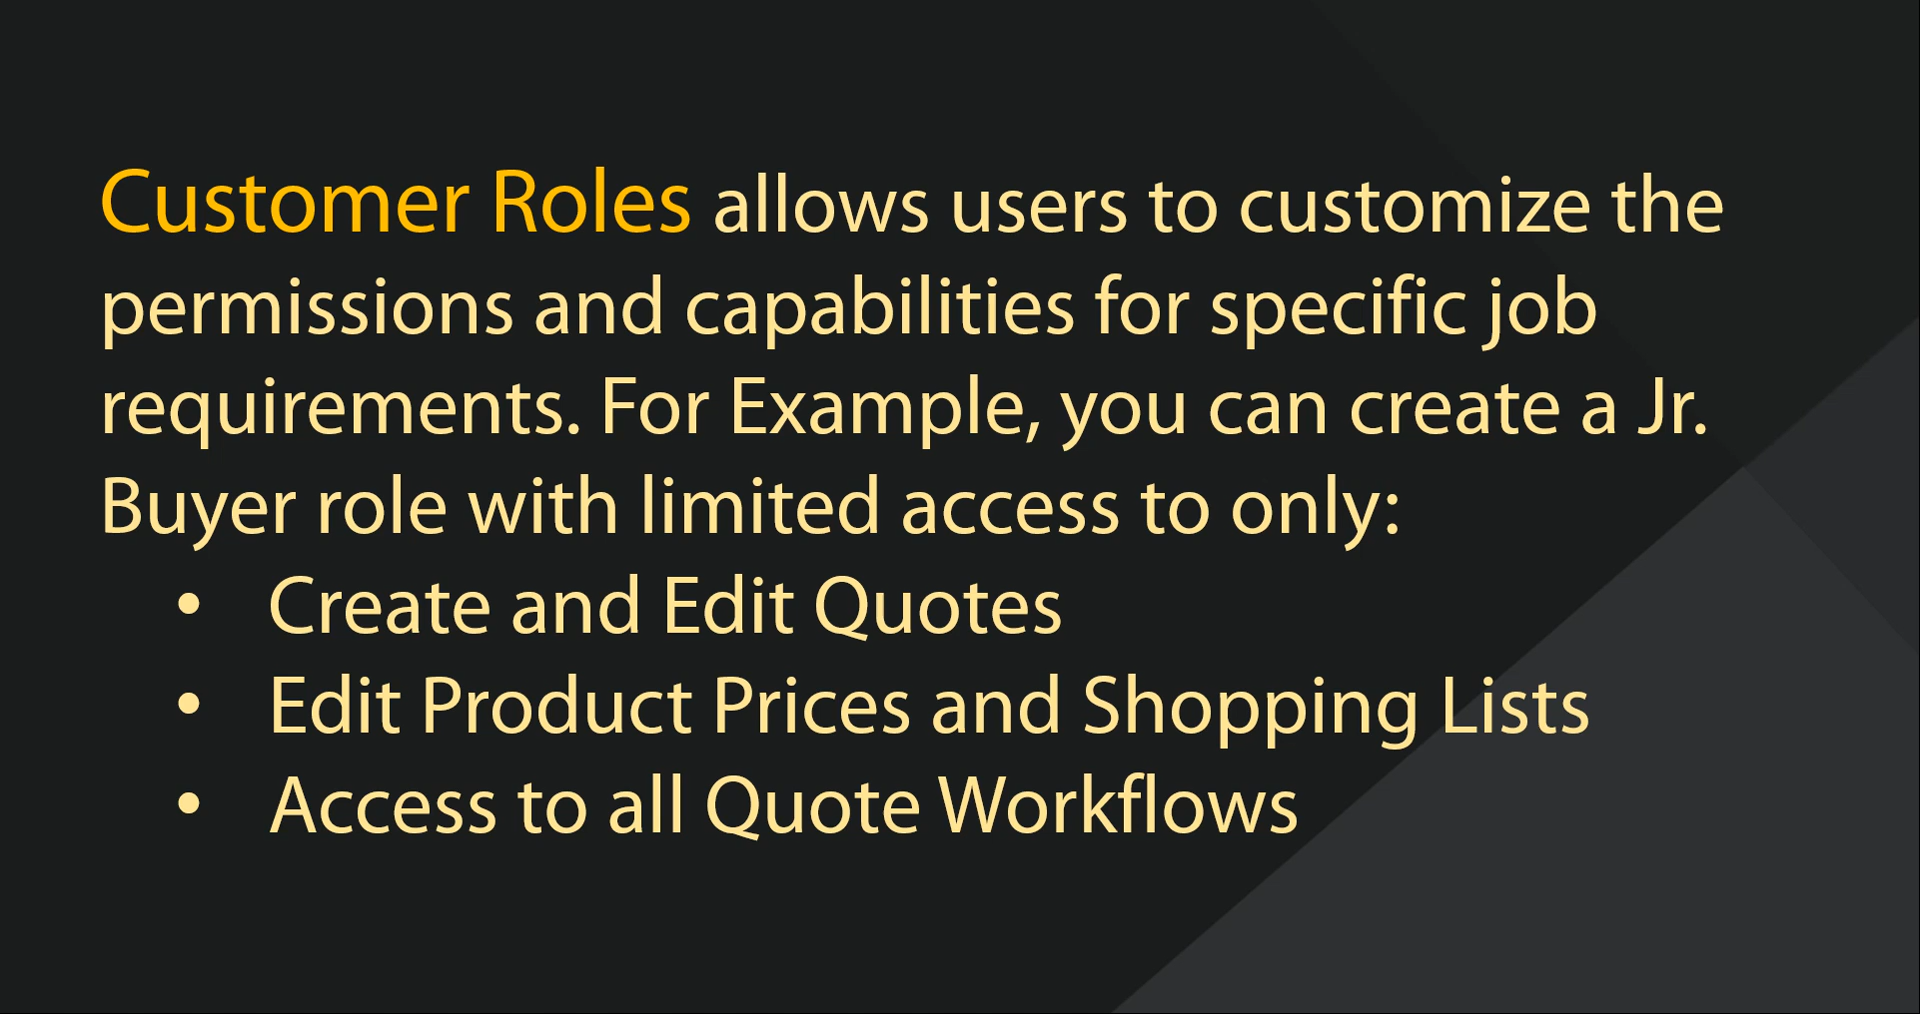 Customer Roles allows users to customize the
permissions and capabilities for specific job
requirements. For Example, you can create a Jr.
Buyer role with limited access to only:
• Create and Edit Quotes
• Edit Product Prices and Shopping Lists
• Access to all Quote Workflows